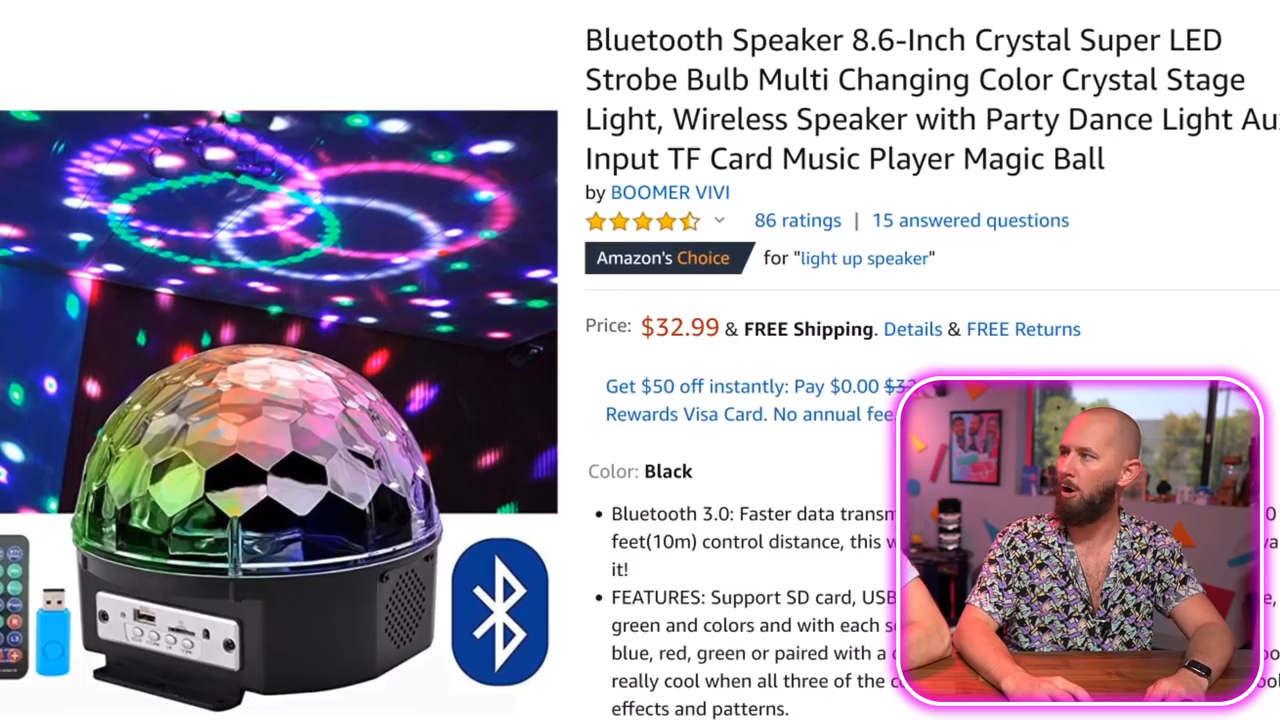 Bluetooth Speaker 8.6-Inch Crystal Super LED
Strobe Bulb Multi Changing Color Crystal Stage
Light, Wireless Speaker with Party Dance Light
Input TF Card Music Player Magic Ball
by BOOMER VIVI
86 ratings | 15 answered questions
Amazon's Choice for "light up speaker"
Price: $32.99 & FREE Shipping. Details & FREE Returns
Get $50 off instantly: Pay $0.00
Rewards Visa Card. No annual fee
Color: Black
• Bluetooth 3.0: Faster data
feet(10m) control distance, this
it!
• FEATURES: Support SD card,
green and colors and with each
blue, red, green or paired with a
really cool when all three of the
effects and patterns.